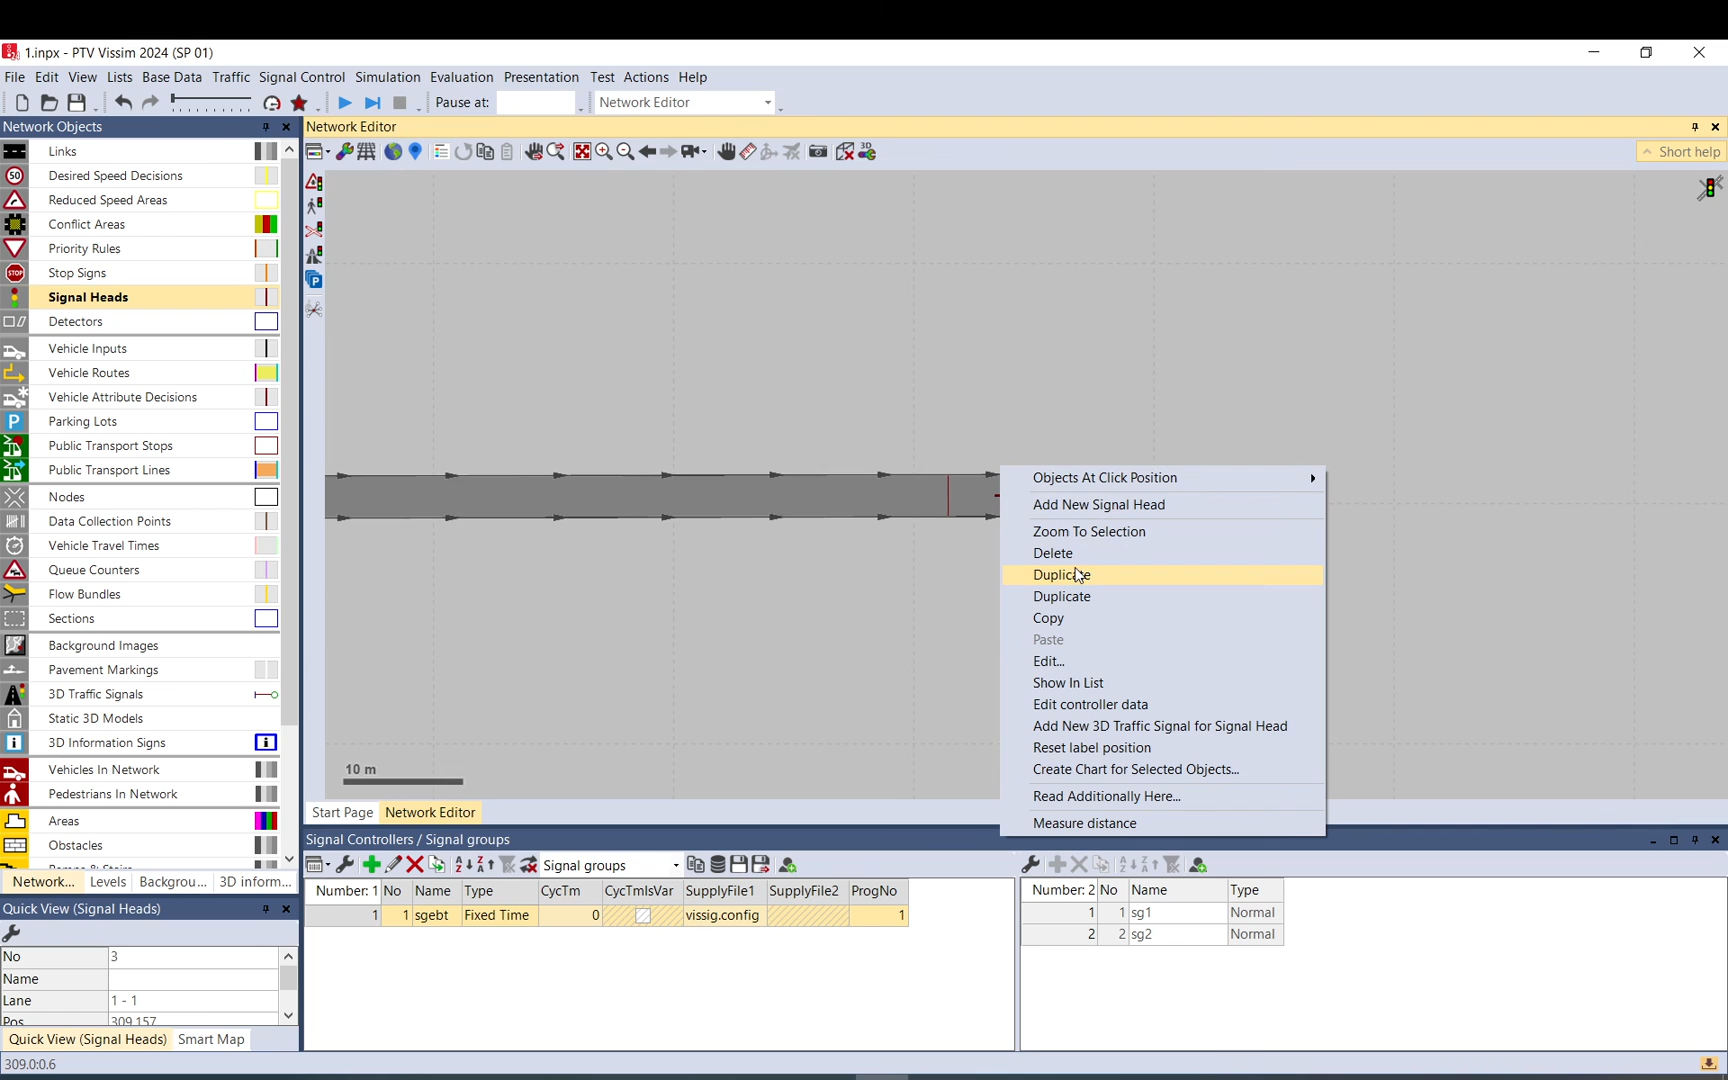 1.inpx - PTV Vissim 2024 (SP 01)
File Edit View Lists Base Data Traffic Signal Control Simulation Evaluation Presentation Test Actions Help
Pause at: Network Editor
Network Objects
Network Editor
Links
50 Desired Speed Decisions
Reduced Speed Areas
Conflict Areas
Priority Rules
STOP Stop Signs
Signal Heads
Detectors
Vehicle Inputs
Vehicle Routes
Vehicle Attribute Decisions
P Parking Lots
Public Transport Stops
Public Transport Lines
Nodes
Data Collection Points
Vehicle Travel Times
Queue Counters
Flow Bundles
Sections
Background Images
Pavement Markings
3D Traffic Signals
Static 3D Models
3D Information Signs
Vehicles In Network
Pedestrians In Network
Areas
Obstacles
Network... Levels Backgrou... 3D inform...
Quick View (Signal Heads)
No 3
Name
Lane 1 - 1
Pos 309.157
Quick View (Signal Heads) Smart Map
309.0:0.6
3D
Short help
P
Objects At Click Position
Add New Signal Head
Zoom To Selection
Delete
Duplicate
Duplicate
Copy
Paste
Edit...
Show In List
Edit controller data
Add New 3D Traffic Signal for Signal Head
Reset label position
Create Chart for Selected Objects...
Read Additionally Here...
Measure distance
10 m
Start Page Network Editor
Signal Controllers / Signal groups
Signal groups
Number: 1 No Name Type CycTm CycTmIsVar SupplyFile1 SupplyFile2 ProgNo
1 1 sgebt Fixed Time 0 vissig.config 1
Number: 2 No Name Type
1 1 sg1 Normal
2 2 sg2 Normal